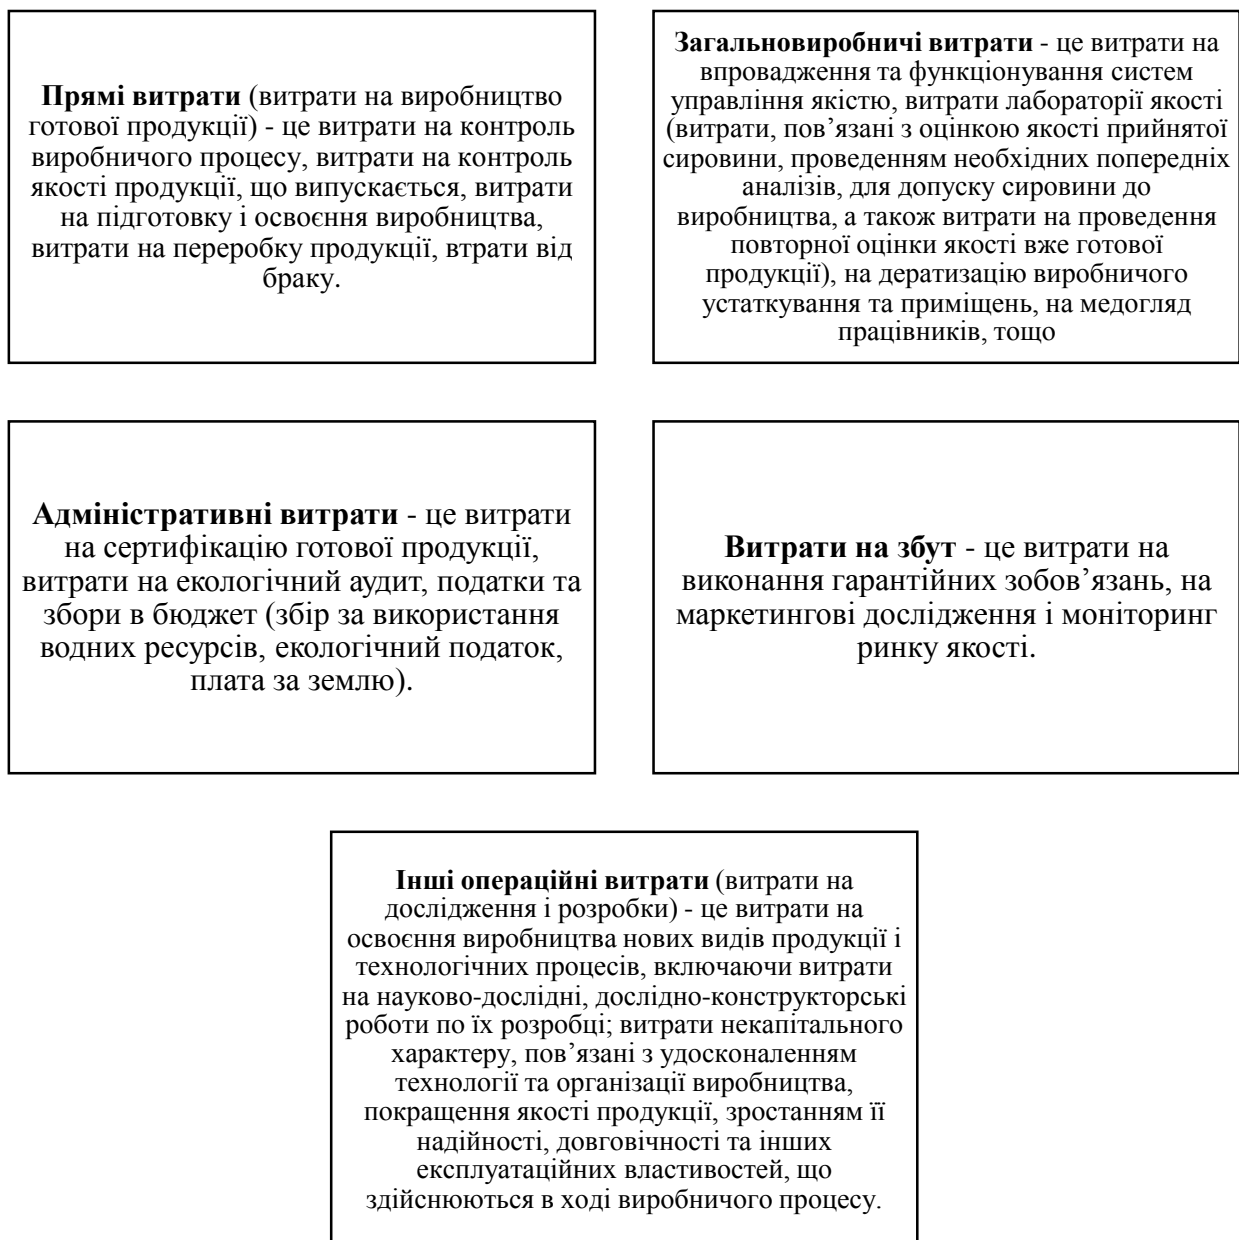 Прямі витрати (витрати на виробництво
готової продукції) - це витрати на контроль
виробничого процесу, витрати на контроль
якості продукції, що випускається, витрати
на підготовку і освоєння виробництва,
витрати на переробку продукції, втрати від
браку.
Загальновиробничі витрати - це витрати на
впровадження та функціонування систем
управління якістю, витрати лабораторії якості
(витрати, пов’язані з оцінкою якості прийнятої
сировини, проведенням необхідних попередніх
аналізів, для допуску сировини до
виробництва, а також витрати на проведення
повторної оцінки якості вже готової
продукції), на дератизацію виробничого
устаткування та приміщень, на медогляд
працівників, тощо
Адміністративні витрати - це витрати
на сертифікацію готової продукції,
витрати на екологічний аудит, податки та
збори в бюджет (збір за використання
водних ресурсів, екологічний податок,
плата за землю).
Витрати на збут - це витрати на
виконання гарантійних зобов’язань, на
маркетингові дослідження і моніторинг
ринку якості.
Інші операційні витрати (витрати на
дослідження і розробки) - це витрати на
освоєння виробництва нових видів продукції і
технологічних процесів, включаючи витрати
на науково-дослідні, дослідно-конструкторські
роботи по їх розробці; витрати некапітального
характеру, пов’язані з удосконаленням
технології та організації виробництва,
покращення якості продукції, зростанням її
надійності, довговічності та інших
експлуатаційних властивостей, що
здійснюються в ході виробничого процесу.